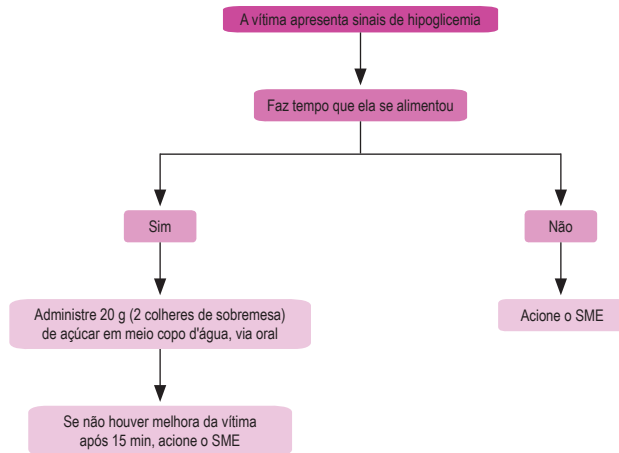 A vítima apresenta sinais de hipoglicemia
Faz tempo que ela se alimentou
Sim
Não
Administre 20 g (2 colheres de sobremesa)
de açúcar em meio copo d'água, via oral
Acione o SME
Se não houver melhora da vítima
após 15 min, acione o SME